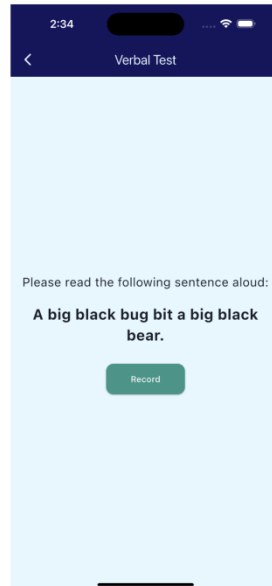 2:34
Verbal Test
Please read the following sentence aloud:
A big black bug bit a big black
bear.
Record